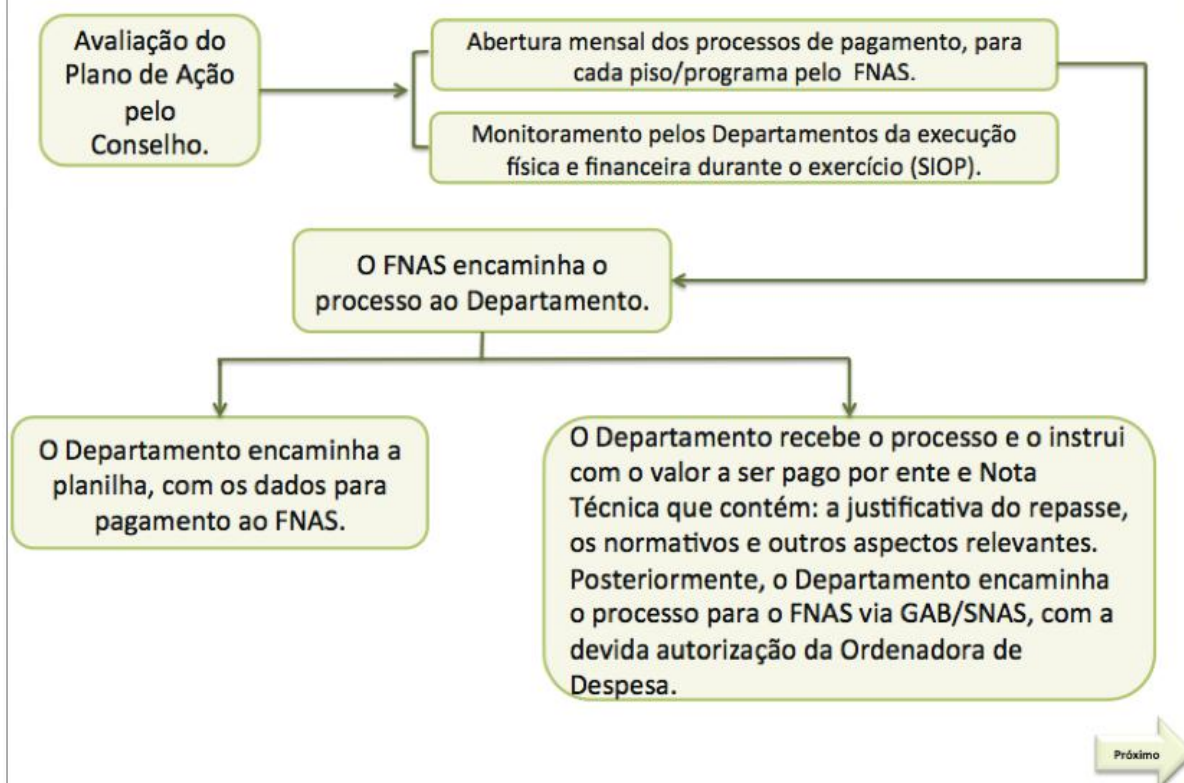 Avaliação do
Plano de Ação
pelo
Conselho.
Abertura mensal dos processos de pagamento, para
cada piso/programa pelo FNAS.
Monitoramento pelos Departamentos da execução
física e financeira durante o exercício (SIOP).
O FNAS encaminha o
processo ao Departamento.
O Departamento encaminha a
planilha, com os dados para
pagamento ao FNAS.
O Departamento recebe o processo e o instrui
com o valor a ser pago por ente e Nota
Técnica que contém: a justificativa do repasse,
os normativos e outros aspectos relevantes.
Posteriormente, o Departamento encaminha
o processo para o FNAS via GAB/SNAS, com a
devida autorização da Ordenadora de
Despesa.
Próximo